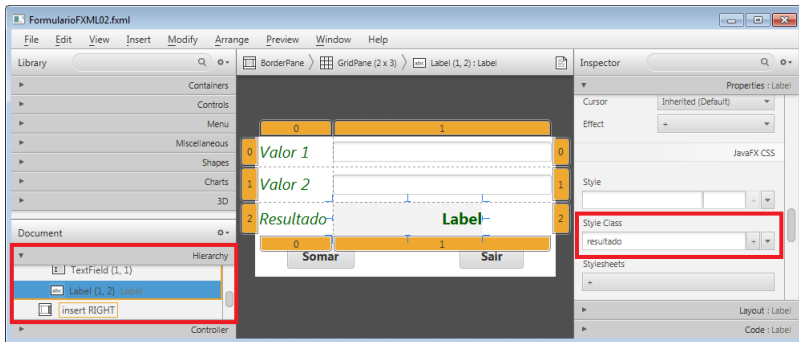 FormularioFXML02.fxml
File Edit View Insert Modify Arrange Preview Window Help
Library
Containers
Controls
Menu
Miscellaneous
Shapes
Charts
3D
Document
Hierarchy
TextField (1, 1)
abc Label (1, 2) Label
insert RIGHT
Controller
BorderPane GridPane (2 x 3) abc Label (1, 2) : Label
0 1
0 Valor 1 0
1 Valor 2 1
2 Resultado Label 2
0 1
Somar Sair
Inspector
Properties : Label
Cursor Inherited (Default)
Effect +
JavaFX CSS
Style
+
Style Class
resultado +
Stylesheets
+
Layout : Label
Code : Label